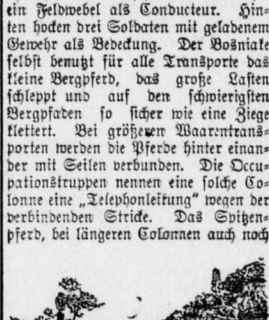 ein Feldwebel als Conducteur. Hin-
ten hocken drei Soldaten mit geladenem
Gewehr als Bedeckung. Der Bosniake
selbst benutzt für alle Transporte das
kleine Bergpferd, das große Lasten
schleppt und auf den schwierigsten
Bergpfaden so sicher wie eine Ziege
klettert. Bei größeren Waarentrans-
porten werden die Pferde hinter einan-
der mit Seilen verbunden. Die Occu-
pationstruppen nennen eine solche Co-
lonne eine „Telephonleitung“ wegen der
verbindenden Stricke. Das Spitzen-
pferd, bei längeren Colonnen auch noch